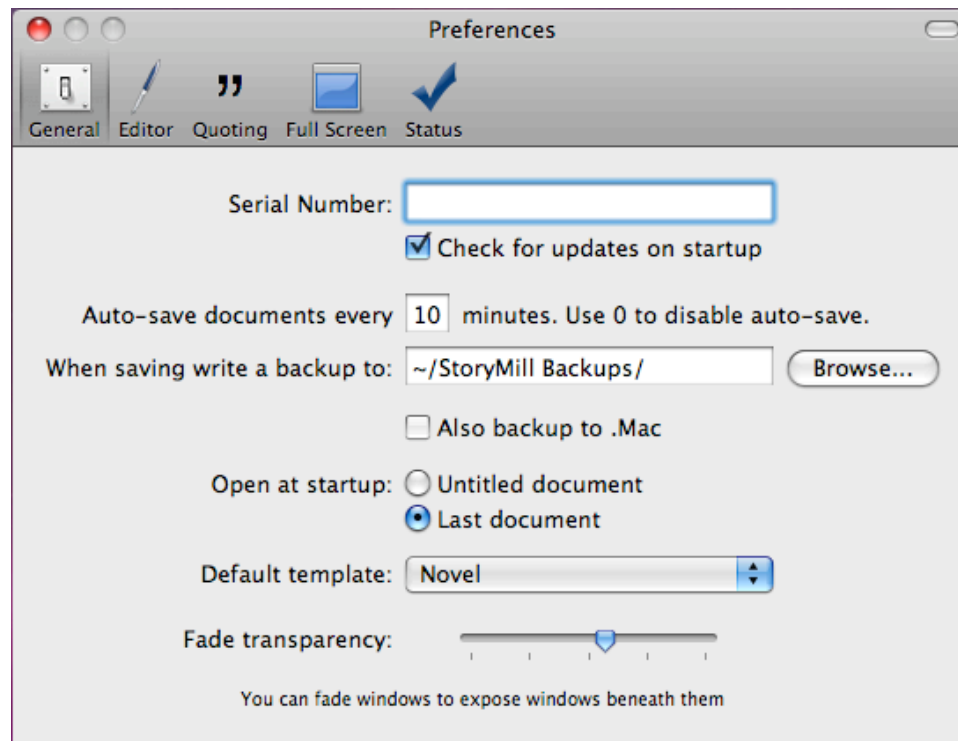 Preferences
General Editor Quoting Full Screen Status
Serial Number:
Check for updates on startup
Auto-save documents every 10 minutes. Use 0 to disable auto-save.
When saving write a backup to: ~/StoryMill Backups/ Browse...
Also backup to .Mac
Open at startup: Untitled document
Last document
Default template: Novel
Fade transparency:
You can fade windows to expose windows beneath them